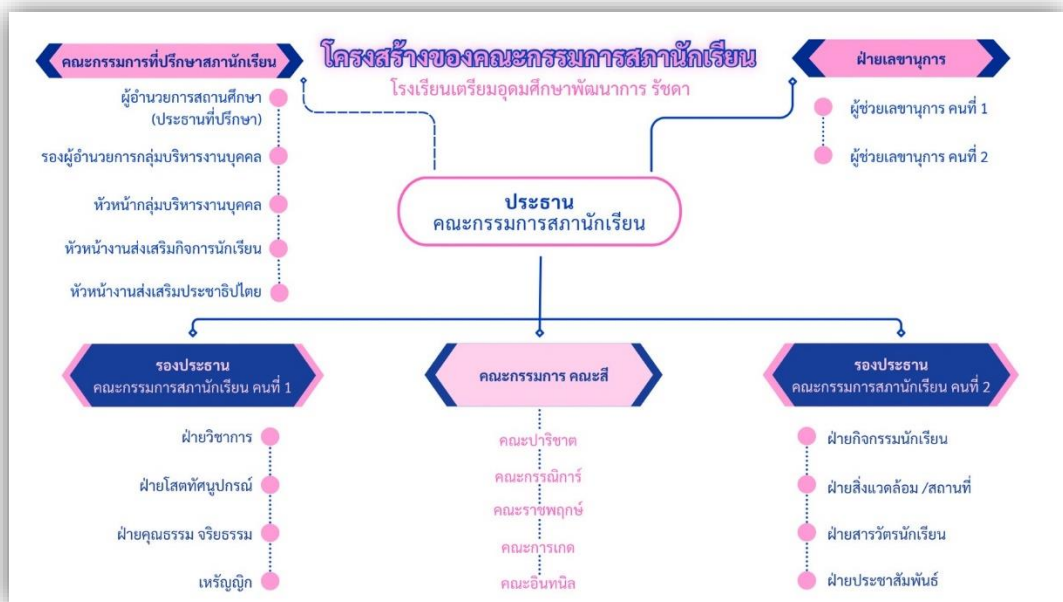 โครงสร้างของคณะกรรมการสภานักเรียน
โรงเรียนเตรียมอุดมศึกษาพัฒนาการ รัชดา
คณะกรรมการที่ปรึกษาสภานักเรียน
ผู้อำนวยการสถานศึกษา
(ประธานที่ปรึกษา)
รองผู้อำนวยการกลุ่มบริหารงานบุคคล
หัวหน้ากลุ่มบริหารงานบุคคล
หัวหน้างานส่งเสริมกิจการนักเรียน
หัวหน้างานส่งเสริมประชาธิปไตย
ฝ่ายเลขานุการ
ผู้ช่วยเลขานุการ คนที่ 1
ผู้ช่วยเลขานุการ คนที่ 2
ประธาน
คณะกรรมการสภานักเรียน
รองประธาน
คณะกรรมการสภานักเรียน คนที่ 1
ฝ่ายวิชาการ
ฝ่ายโสตทัศนูปกรณ์
ฝ่ายคุณธรรม จริยธรรม
เหรัญญิก
คณะกรรมการ คณะสี
คณะปาริชาต
คณะกรรณิการ์
คณะราชพฤกษ์
คณะการเกด
คณะอินทนิล
รองประธาน
คณะกรรมการสภานักเรียน คนที่ 2
ฝ่ายกิจกรรมนักเรียน
ฝ่ายสิ่งแวดล้อม /สถานที่
ฝ่ายสารวัตรนักเรียน
ฝ่ายประชาสัมพันธ์